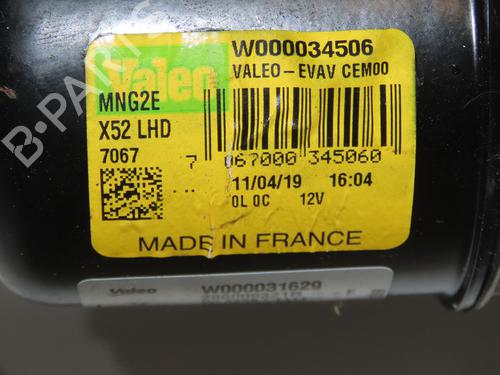 Valeo
W000034506
VALEO-EVAV CEM00
MNG2E
X52 LHD
7067
7 067000 345060
11/04/19 16:04
0L 0C 12V
MADE IN FRANCE
Valeo
W000031629